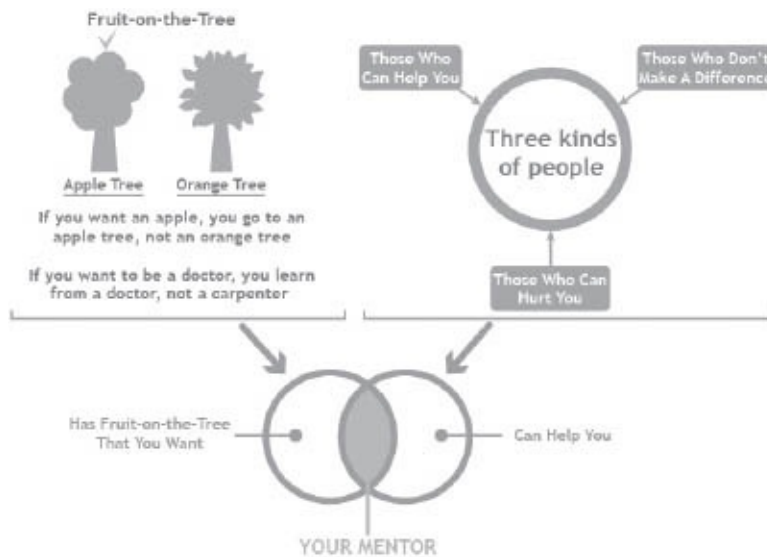 Fruit-on-the-Tree
Apple Tree
Orange Tree
If you want an apple, you go to an
apple tree, not an orange tree
If you want to be a doctor, you learn
from a doctor, not a carpenter
Those Who
Can Help You
Those Who Don't
Make A Difference
Three kinds
of people
Those Who Can
Hurt You
Has Fruit-on-the-Tree
That You Want
Can Help You
YOUR MENTOR